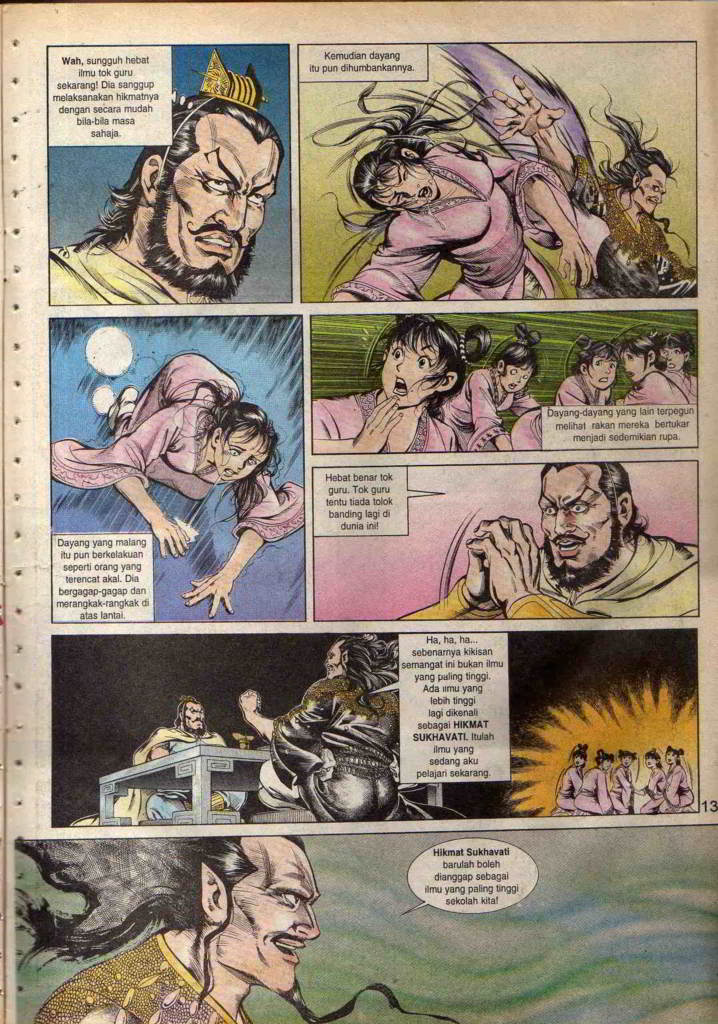 Wah, sungguh hebat
ilmu tok guru
sekarang! Dia sanggup
melaksanakan hikmatnya
dengan secara mudah
bila-bila masa
sahaja.
Kemudian dayang
itu pun dihumbankannya.
Dayang yang malang
itu pun berkelakuan
seperti orang yang
terencat akal. Dia
bergagap-gagap dan
merangkak-rangkak di
atas lantai.
Dayang-dayang yang lain terpegun
melihat rakan mereka bertukar
menjadi sedemikian rupa.
Hebat benar tok
guru. Tok guru
tentu tiada tolok
banding lagi di
dunia ini!
Ha, ha, ha...
sebenarnya kikisan
semangat ini bukan ilmu
yang paling tinggi.
Ada ilmu yang
lebih tinggi
lagi dikenali
sebagai HIKMAT
SUKHAVATI. Itulah
ilmu yang
sedang aku
pelajari sekarang.
13
Hikmat Sukhavati
barulah boleh
dianggap sebagai
ilmu yang paling tinggi
sekolah kita!